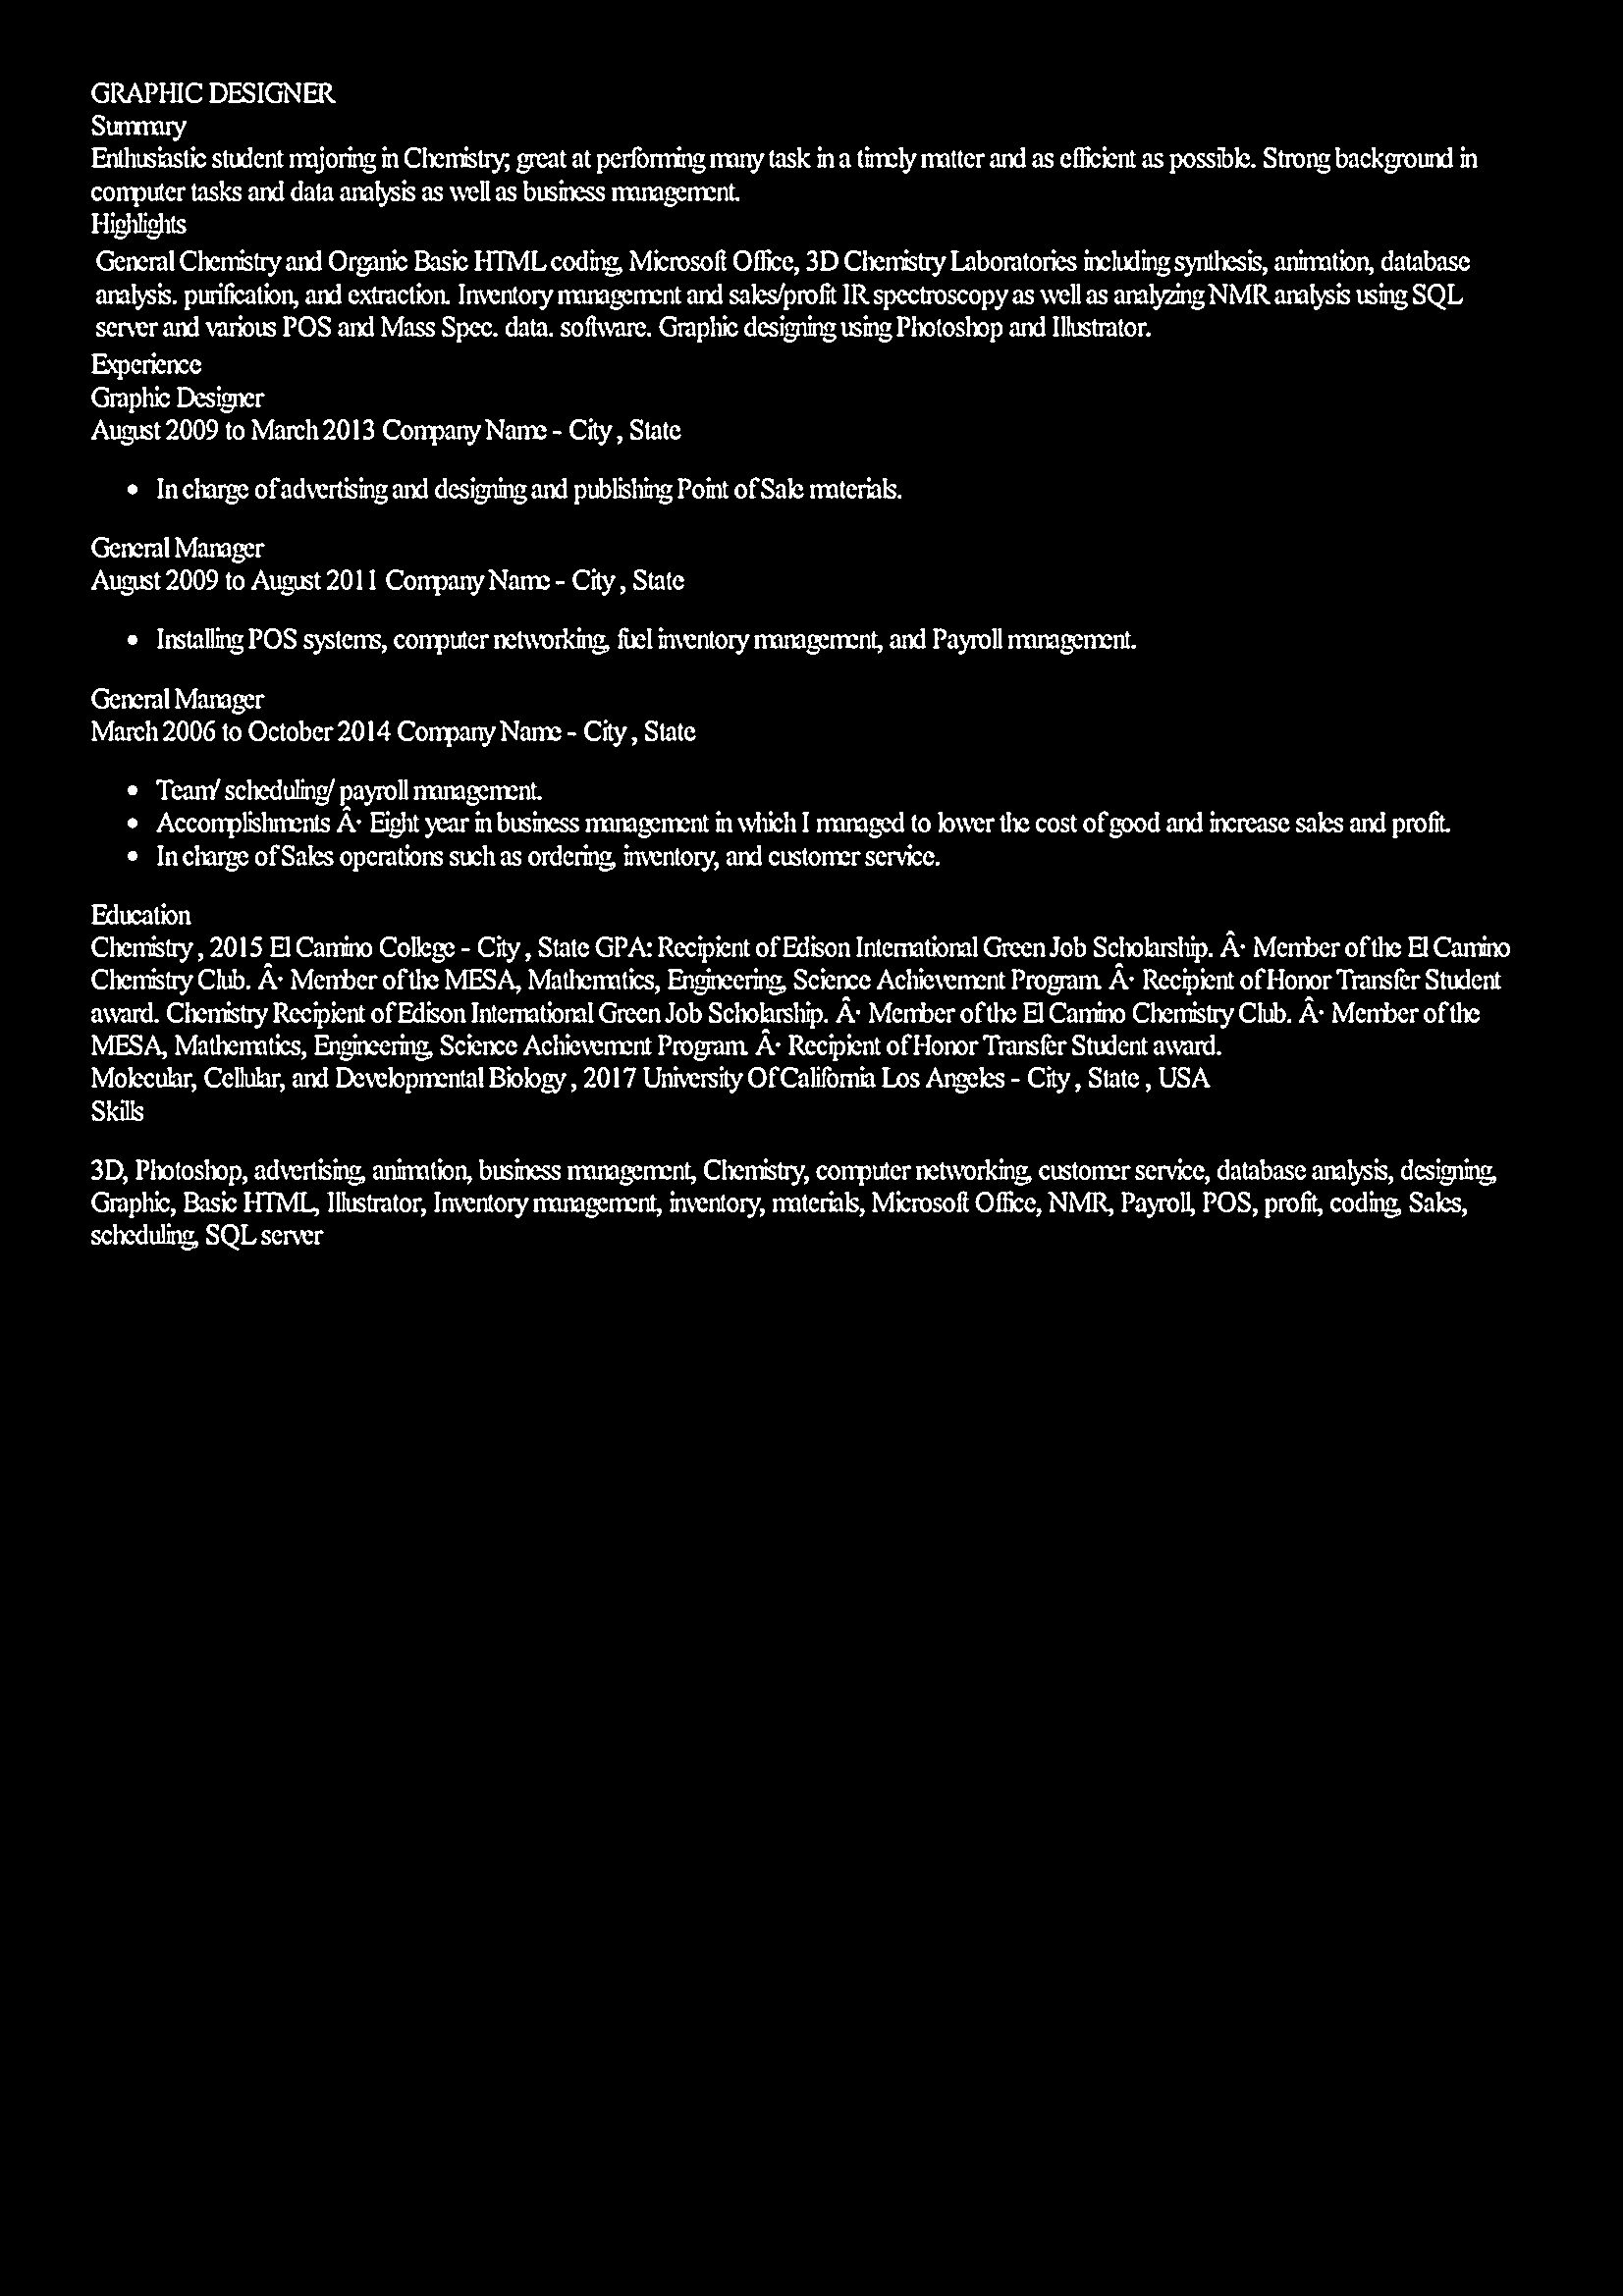 GRAPHIC DESIGNER
Summary
Enthusiastic student majoring in Chemistry; great at performing many task in a timely matter and as efficient as possible. Strong background in
computer tasks and data analysis as well as business management.
Highlights
General Chemistry and Organic Basic HTML coding, Microsoft Office, 3D Chemistry Laboratories including synthesis, animation, database
analysis. purification, and extraction. Inventory management and sales/profit IR spectroscopy as well as analyzing NMR analysis using SQL
server and various POS and Mass Spec. data. software. Graphic designing using Photoshop and Illustrator.
Experience
Graphic Designer
August 2009 to March 2013 Company Name - City , State
• In charge of advertising and designing and publishing Point of Sale materials.
General Manager
August 2009 to August 2011 Company Name - City , State
• Installing POS systems, computer networking, fuel inventory management, and Payroll management.
General Manager
March 2006 to October 2014 Company Name - City , State
• Team/ scheduling/ payroll management.
• Accomplishments Â· Eight year in business management in which I managed to lower the cost of good and increase sales and profit.
• In charge of Sales operations such as ordering, inventory, and customer service.
Education
Chemistry , 2015 El Camino College - City , State GPA: Recipient of Edison International Green Job Scholarship. Â· Member of the El Camino
Chemistry Club. Â· Member of the MESA, Mathematics, Engineering, Science Achievement Program. Â· Recipient of Honor Transfer Student
award. Chemistry Recipient of Edison International Green Job Scholarship. Â· Member of the El Camino Chemistry Club. Â· Member of the
MESA, Mathematics, Engineering, Science Achievement Program. Â· Recipient of Honor Transfer Student award.
Molecular, Cellular, and Developmental Biology , 2017 University Of California Los Angeles - City , State , USA
Skills
3D, Photoshop, advertising, animation, business management, Chemistry, computer networking, customer service, database analysis, designing,
Graphic, Basic HTML, Illustrator, Inventory management, inventory, materials, Microsoft Office, NMR, Payroll, POS, profit, coding, Sales,
scheduling, SQL server